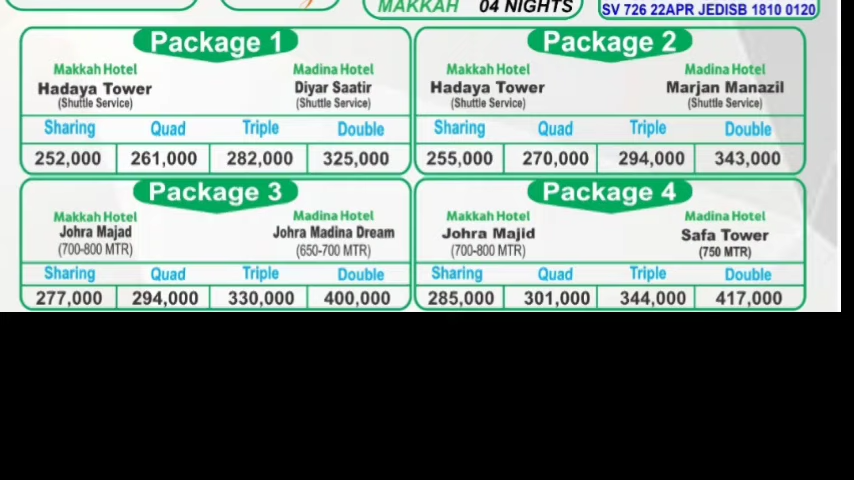 MAKKAH 04 NIGHTS
SV 726 22APR JEDISB 1810 0120
Package 1
Makkah Hotel Madina Hotel
Hadaya Tower Diyar Saatir
(Shuttle Service) (Shuttle Service)
Sharing Quad Triple Double
252,000 261,000 282,000 325,000
Package 2
Makkah Hotel Madina Hotel
Hadaya Tower Marjan Manazil
(Shuttle Service) (Shuttle Service)
Sharing Quad Triple Double
255,000 270,000 294,000 343,000
Package 3
Makkah Hotel Madina Hotel
Johra Majad Johra Madina Dream
(700-800 MTR) (650-700 MTR)
Sharing Quad Triple Double
277,000 294,000 330,000 400,000
Package 4
Makkah Hotel Madina Hotel
Johra Majid Safa Tower
(700-800 MTR) (750 MTR)
Sharing Quad Triple Double
285,000 301,000 344,000 417,000